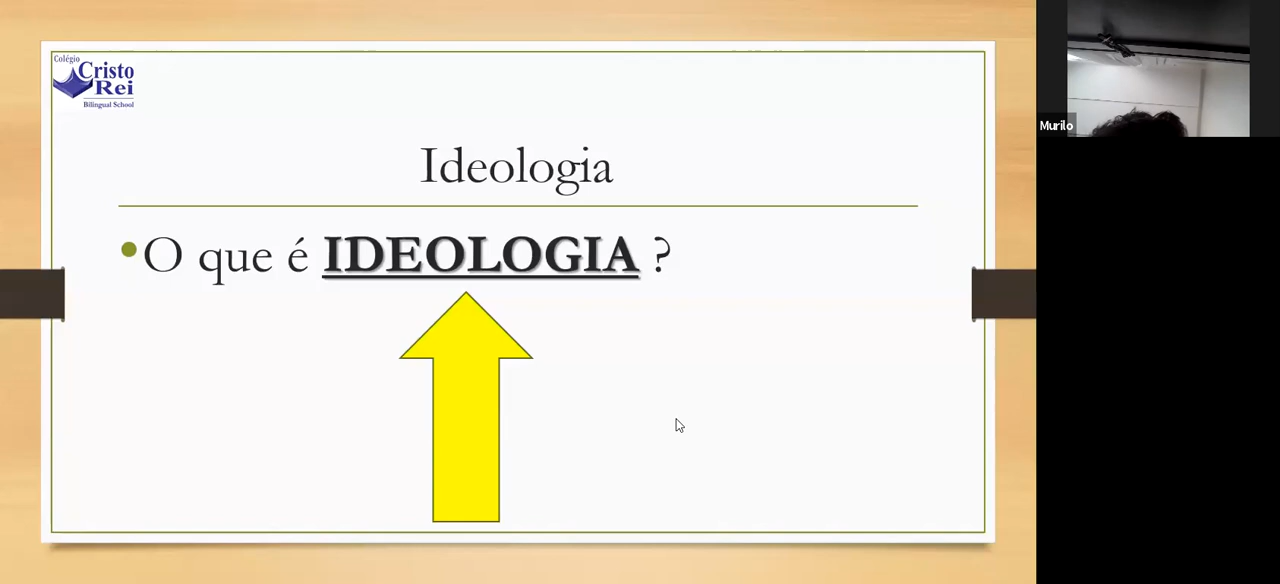 Colégio
Cristo
Rei
Bilingual School
Ideologia
O que é IDEOLOGIA ?
Murilo